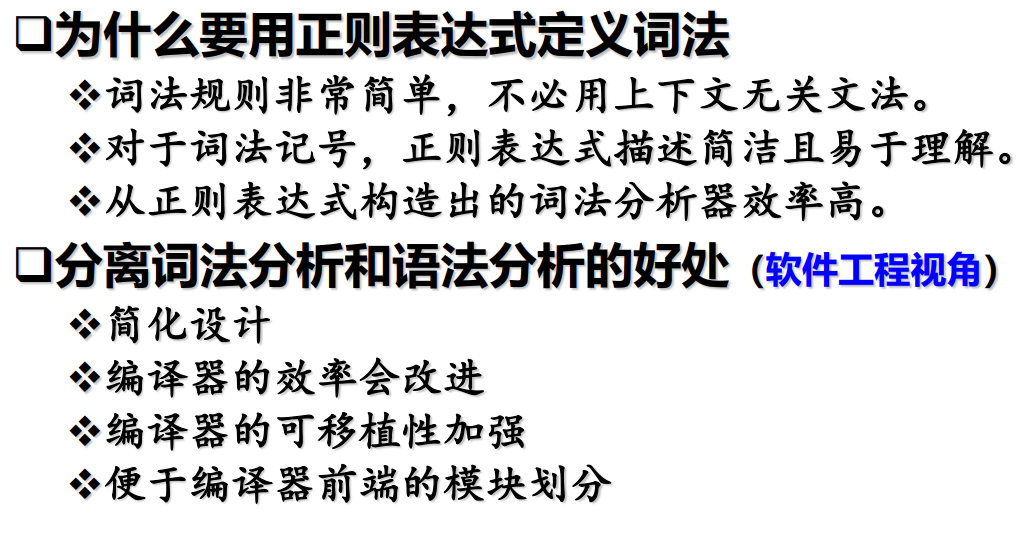 ❑为什么要用正则表达式定义词法
❖词法规则非常简单，不必用上下文无关文法。
❖对于词法记号，正则表达式描述简洁且易于理解。
❖从正则表达式构造出的词法分析器效率高。
❑分离词法分析和语法分析的好处（软件工程视角）
❖简化设计
❖编译器的效率会改进
❖编译器的可移植性加强
❖便于编译器前端的模块划分